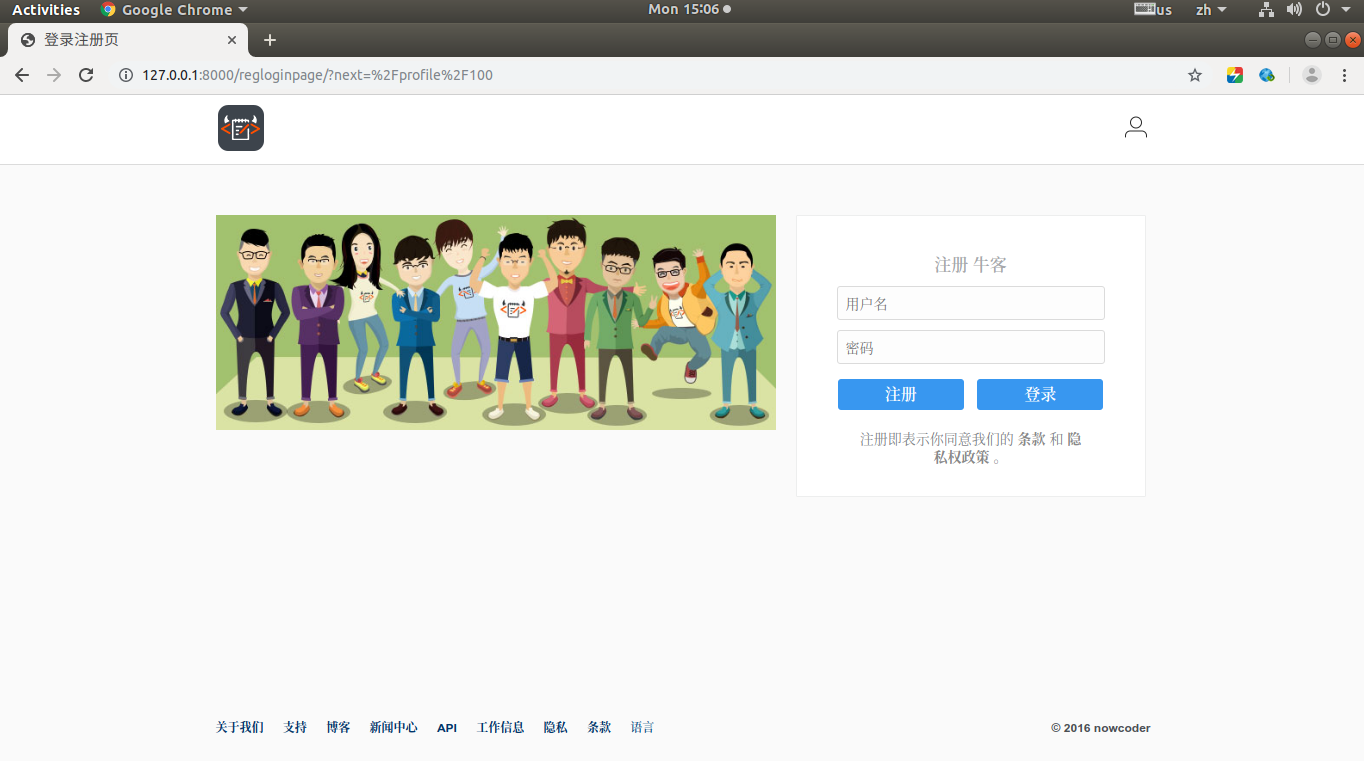 Activities Google Chrome Mon 15:06 us zh
登录注册页
127.0.0.1:8000/regloginpage/?next=%2Fprofile%2F100
注册 牛客
用户名
密码
注册 登录
注册即表示你同意我们的 条款 和 隐
私权政策 。
关于我们 支持 博客 新闻中心 API 工作信息 隐私 条款 语言 © 2016 nowcoder